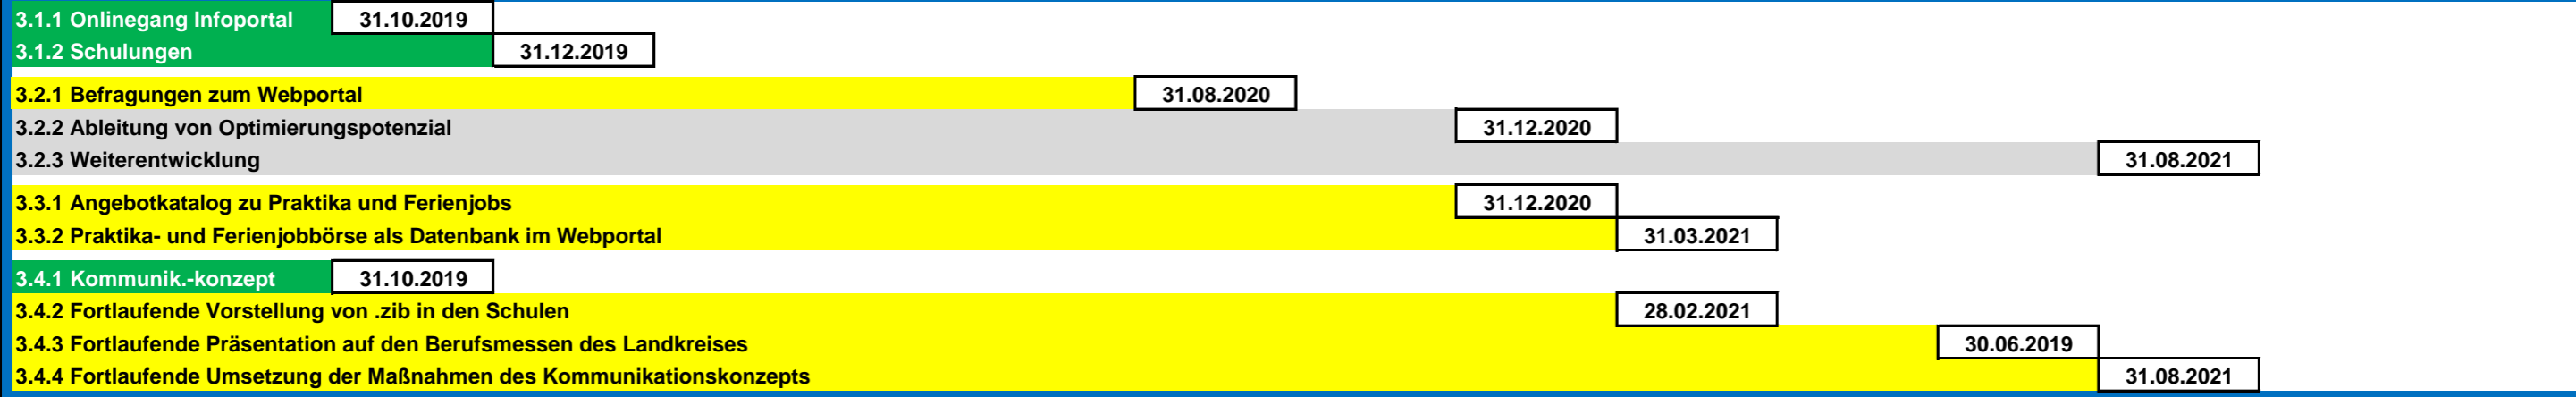 3.1.1 Onlinegang Infoportal 31.10.2019
3.1.2 Schulungen 31.12.2019
3.2.1 Befragungen zum Webportal 31.08.2020
3.2.2 Ableitung von Optimierungspotenzial 31.12.2020
3.2.3 Weiterentwicklung 31.08.2021
3.3.1 Angebotkatalog zu Praktika und Ferienjobs 31.12.2020
3.3.2 Praktika- und Ferienjobbörse als Datenbank im Webportal 31.03.2021
3.4.1 Kommunik.-konzept 31.10.2019
3.4.2 Fortlaufende Vorstellung von .zib in den Schulen 28.02.2021
3.4.3 Fortlaufende Präsentation auf den Berufsmessen des Landkreises 30.06.2019
3.4.4 Fortlaufende Umsetzung der Maßnahmen des Kommunikationskonzepts 31.08.2021